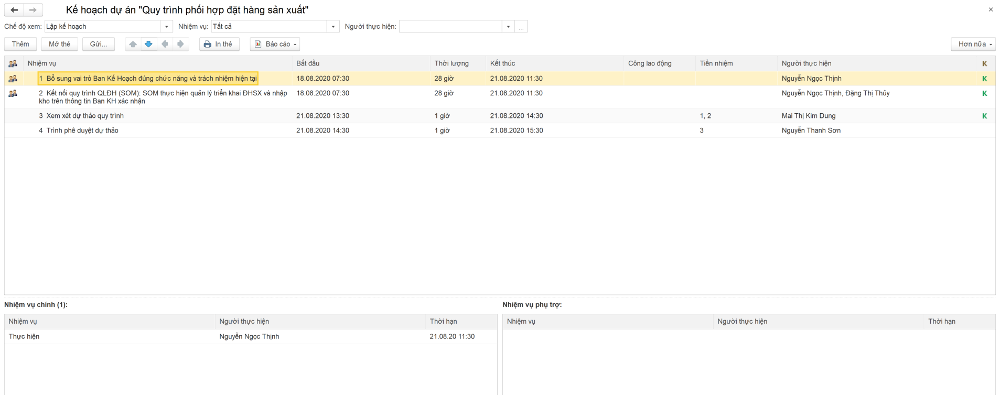 Kế hoạch dự án "Quy trình phối hợp đặt hàng sản xuất"
×
Chế độ xem: Lập kế hoạch Nhiệm vụ: Tất cả Người thực hiện: ...
Thêm Mở thẻ Gửi... In thẻ Báo cáo Hơn nữa
Nhiệm vụ Bắt đầu Thời lượng Kết thúc Công lao động Tiền nhiệm Người thực hiện K
1 Bổ sung vai trò Ban Kế Hoạch đúng chức năng và trách nhiệm hiện tại 18.08.2020 07:30 28 giờ 21.08.2020 11:30 Nguyễn Ngọc Thịnh K
2 Kết nối quy trình QLĐH (SOM): SOM thực hiện quản lý triển khai ĐHSX và nhập 18.08.2020 07:30 28 giờ 21.08.2020 11:30 Nguyễn Ngọc Thịnh, Đặng Thị Thủy K
kho trên thông tin Ban KH xác nhận
3 Xem xét dự thảo quy trình 21.08.2020 13:30 1 giờ 21.08.2020 14:30 1, 2 Mai Thị Kim Dung K
4 Trình phê duyệt dự thảo 21.08.2020 14:30 1 giờ 21.08.2020 15:30 3 Nguyễn Thanh Sơn
Nhiệm vụ chính (1):
Nhiệm vụ Người thực hiện Thời hạn
Thực hiện Nguyễn Ngọc Thịnh 21.08.20 11:30
Nhiệm vụ phụ trợ:
Nhiệm vụ Người thực hiện Thời hạn